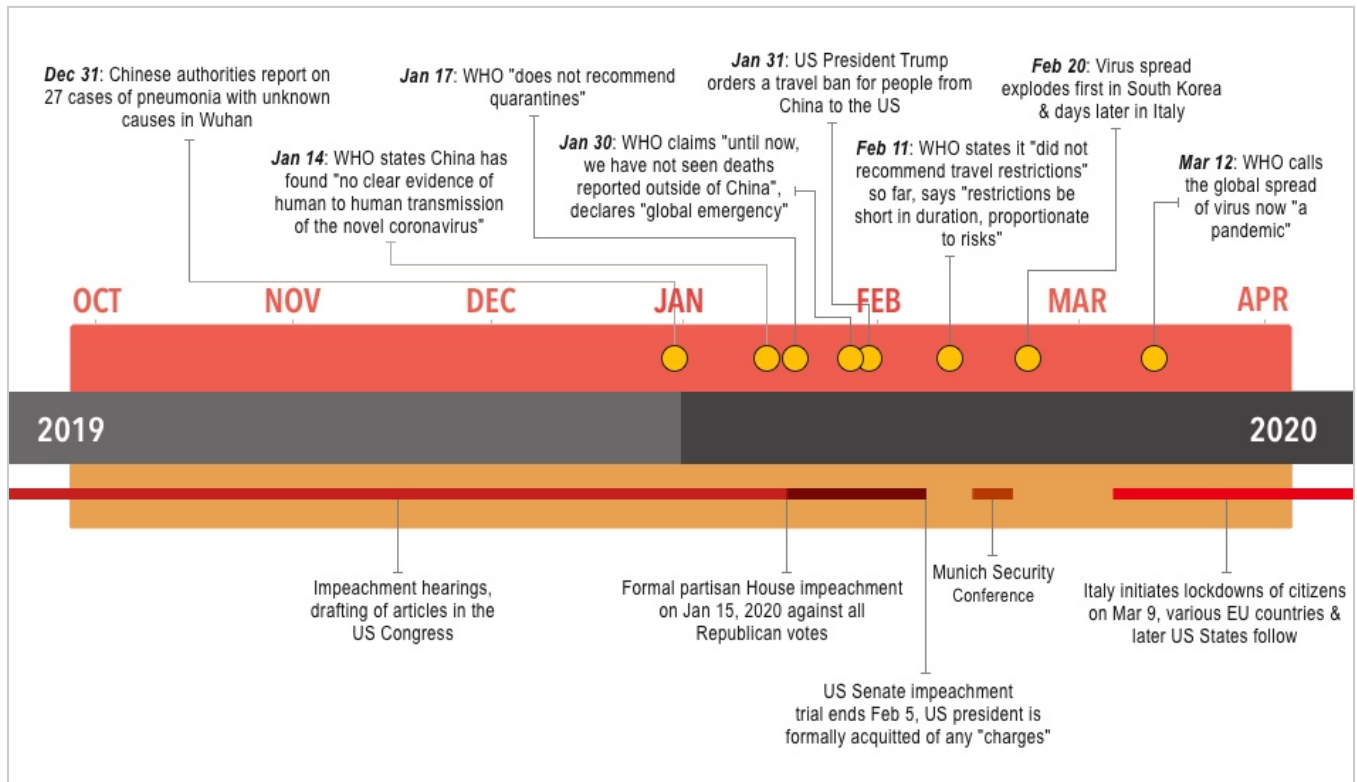 Dec 31: Chinese authorities report on
27 cases of pneumonia with unknown
causes in Wuhan
Jan 14: WHO states China has
found "no clear evidence of
human to human transmission
of the novel coronavirus"
Jan 17: WHO "does not recommend
quarantines"
Jan 30: WHO claims "until now,
we have not seen deaths
reported outside of China",
declares "global emergency"
Jan 31: US President Trump
orders a travel ban for people from
China to the US
Feb 11: WHO states it "did not
recommend travel restrictions"
so far, says "restrictions be
short in duration, proportionate
to risks"
Feb 20: Virus spread
explodes first in South Korea
& days later in Italy
Mar 12: WHO calls
the global spread
of virus now "a
pandemic"
OCT NOV DEC JAN FEB MAR APR
2019 2020
Impeachment hearings,
drafting of articles in the
US Congress
Formal partisan House impeachment
on Jan 15, 2020 against all
Republican votes
US Senate impeachment
trial ends Feb 5, US president is
formally acquitted of any "charges"
Munich Security
Conference
Italy initiates lockdowns of citizens
on Mar 9, various EU countries &
later US States follow